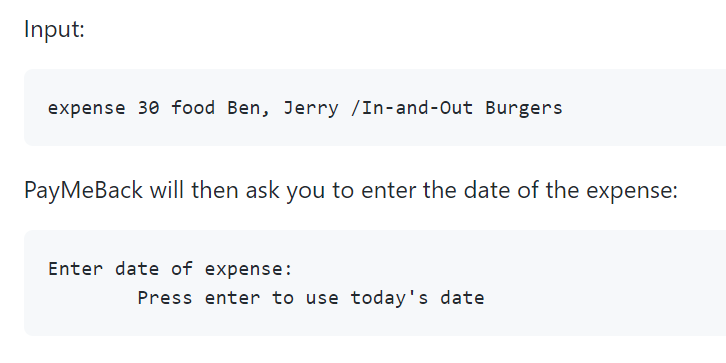 Input:
expense 30 food Ben, Jerry /In-and-Out Burgers
PayMeBack will then ask you to enter the date of the expense:
Enter date of expense:
Press enter to use today's date